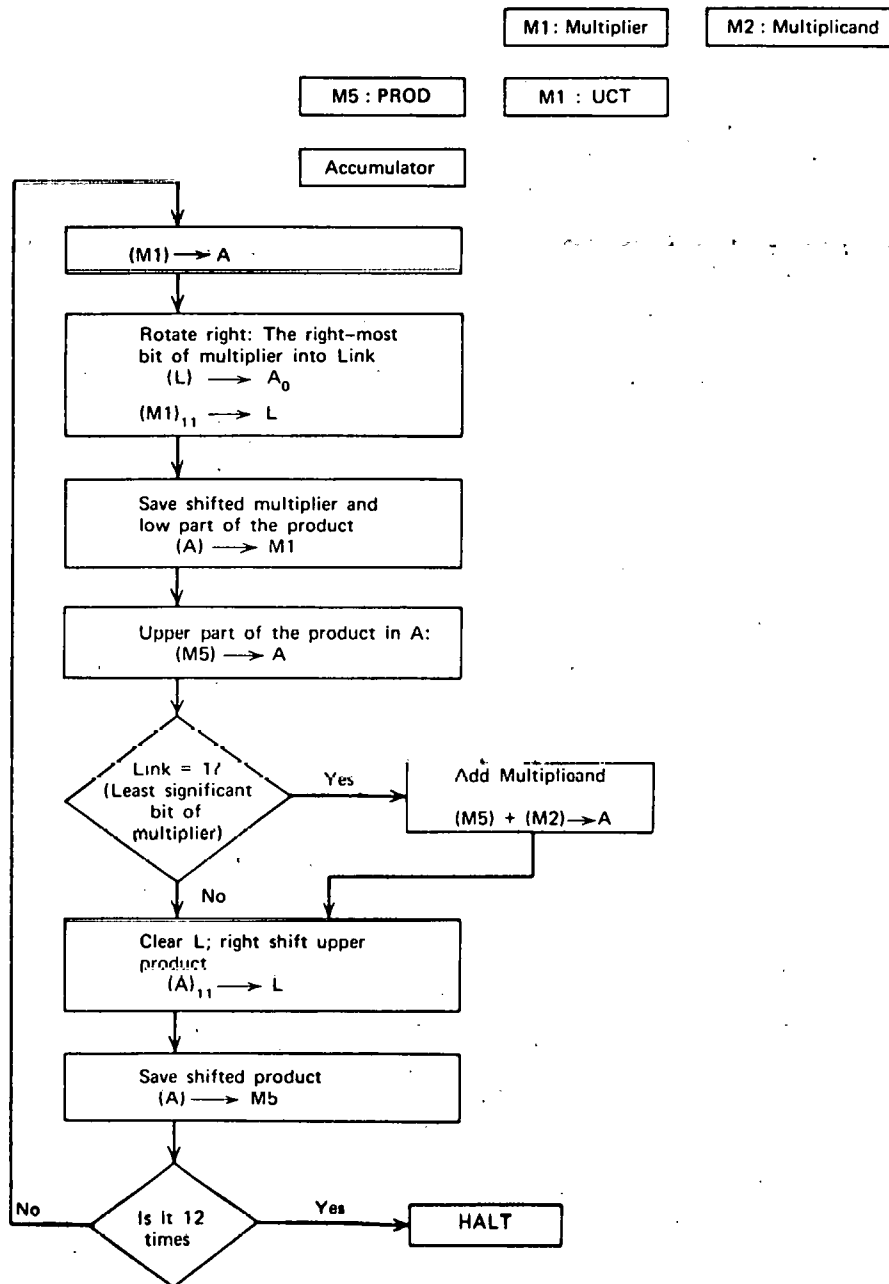 M1 : Multiplier
M2 : Multiplicand
M5 : PROD
M1 : UCT
Accumulator
(M1) → A
Rotate right: The right-most
bit of multiplier into Link
(L) → A₀
(M1)₁₁ → L
Save shifted multiplier and
low part of the product
(A) → M1
Upper part of the product in A:
(M5) → A
Link = 1?
(Least significant
bit of
multiplier)
Yes
Add Multiplicand
(M5) + (M2) → A
No
Clear L; right shift upper
product
(A)₁₁ → L
Save shifted product
(A) → M5
Is it 12
times
No
Yes
HALT